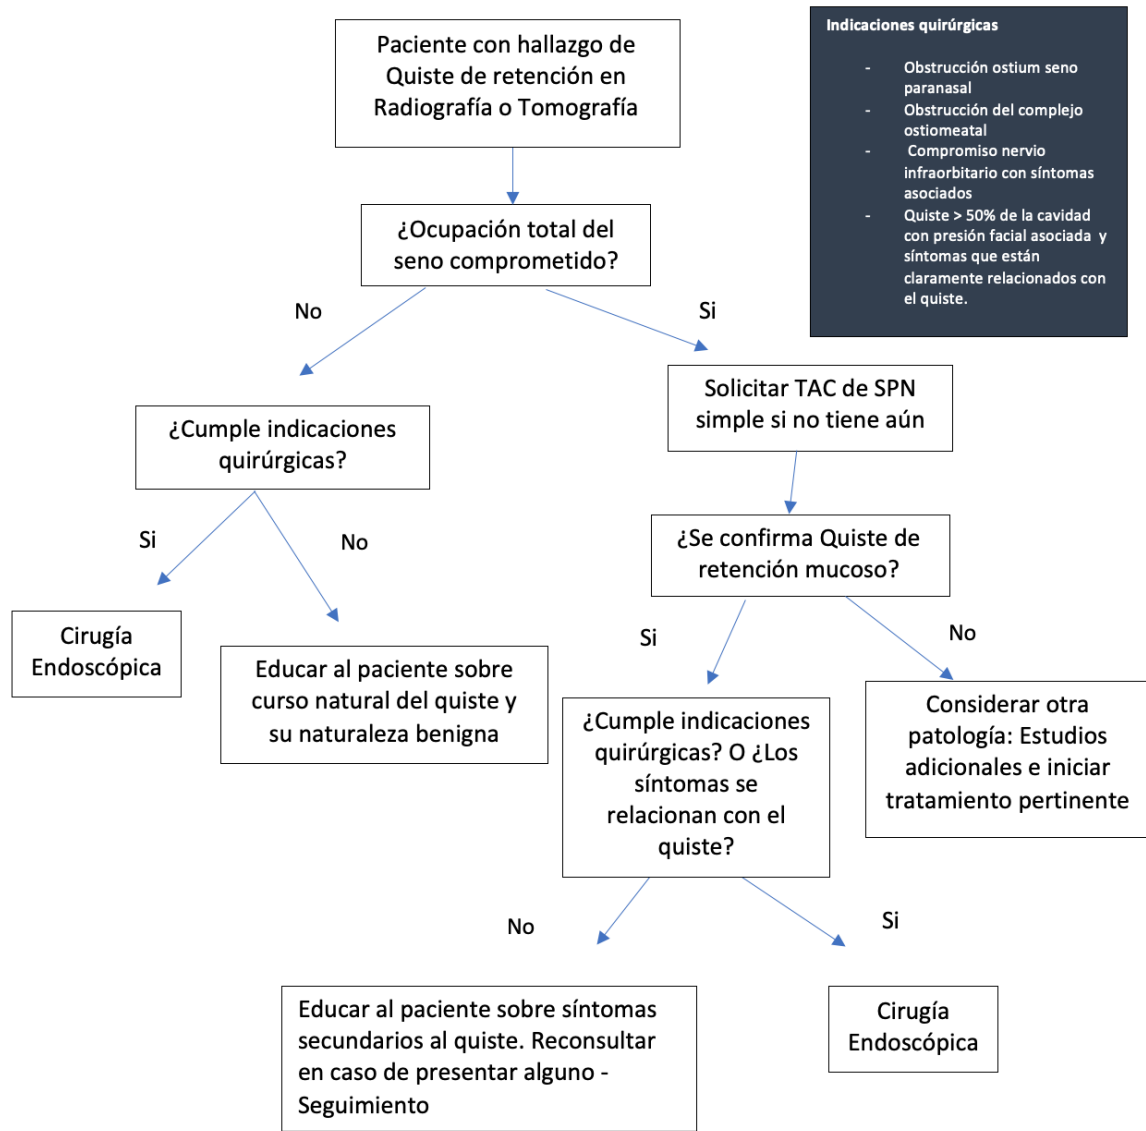 Paciente con hallazgo de
Quiste de retención en
Radiografía o Tomografía
Indicaciones quirúrgicas
- Obstrucción ostium seno
paranasal
- Obstrucción del complejo
ostiomeatal
- Compromiso nervio
infraorbitario con síntomas
asociados
- Quiste > 50% de la cavidad
con presión facial asociada y
síntomas que están
claramente relacionados con
el quiste.
¿Ocupación total del
seno comprometido?
No
Si
¿Cumple indicaciones
quirúrgicas?
Solicitar TAC de SPN
simple si no tiene aún
Si
No
¿Se confirma Quiste de
retención mucoso?
Cirugía
Endoscópica
Educar al paciente sobre
curso natural del quiste y
su naturaleza benigna
Si
No
¿Cumple indicaciones
quirúrgicas? O ¿Los
síntomas se
relacionan con el
quiste?
Considerar otra
patología: Estudios
adicionales e iniciar
tratamiento pertinente
No
Si
Educar al paciente sobre síntomas
secundarios al quiste. Reconsultar
en caso de presentar alguno -
Seguimiento
Cirugía
Endoscópica